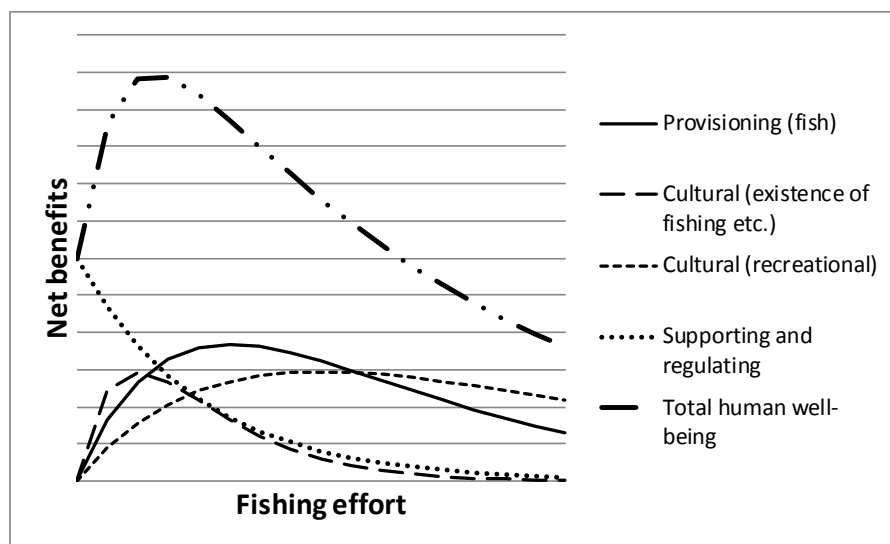 Net benefits
Fishing effort
Provisioning (fish)
Cultural (existence of
fishing etc.)
Cultural (recreational)
Supporting and
regulating
Total human well-
being